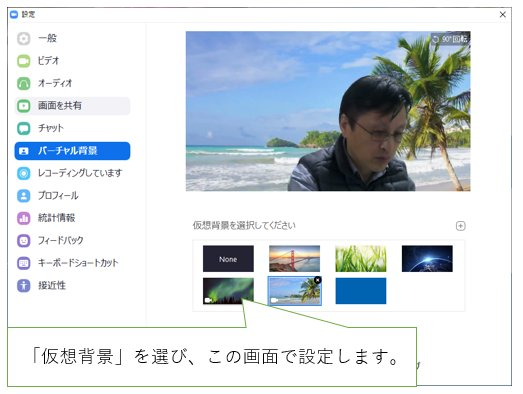 設定
一般
ビデオ
オーディオ
画面を共有
チャット
バーチャル背景
レコーディングしています
プロフィール
統計情報
フィードバック
キーボードショートカット
接近性
90°回転
仮想背景を選択してください
None
「仮想背景」を選び、この画面で設定します。